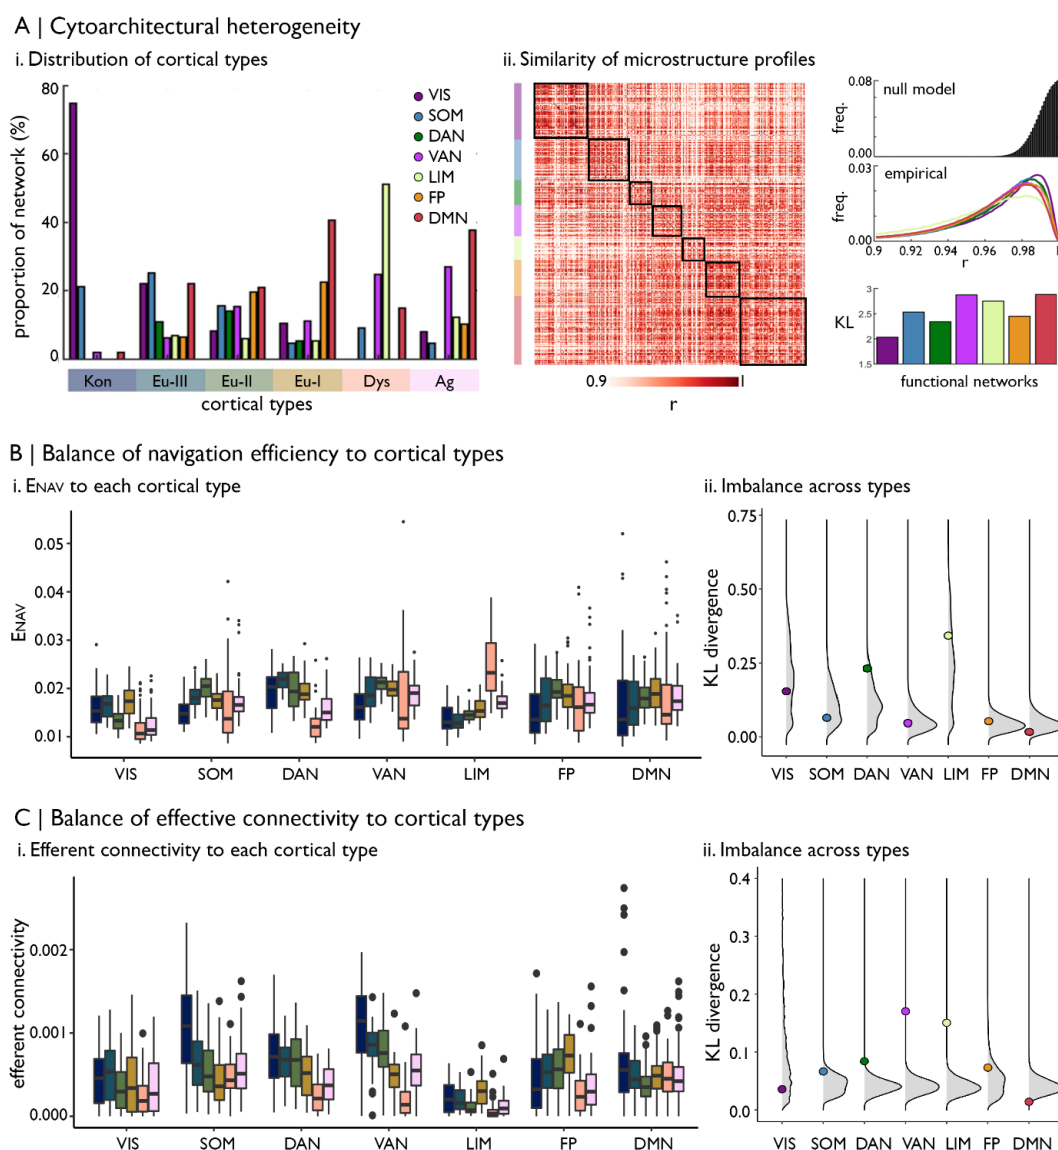 A | Cytoarchitectural heterogeneity
i. Distribution of cortical types
proportion of network (%)
80
60
40
20
0
VIS
SOM
DAN
VAN
LIM
FP
DMN
Kon Eu-III Eu-II Eu-I Dys Ag
cortical types
ii. Similarity of microstructure profiles
0.9 1
r
0.08
null model
freq.
0.00
0.03
empirical
freq.
0.00
0.9 0.92 0.94 0.96 0.98 1
r
3
2.5
2
1.5
KL
functional networks
B | Balance of navigation efficiency to cortical types
i. ENAV to each cortical type
ENAV
0.05
0.04
0.03
0.02
0.01
VIS SOM DAN VAN LIM FP DMN
ii. Imbalance across types
KL divergence
0.75
0.50
0.25
0.00
VIS SOM DAN VAN LIM FP DMN
C | Balance of effective connectivity to cortical types
i. Efferent connectivity to each cortical type
efferent connectivity
0.002
0.001
0.000
VIS SOM DAN VAN LIM FP DMN
ii. Imbalance across types
KL divergence
0.4
0.3
0.2
0.1
0.0
VIS SOM DAN VAN LIM FP DMN